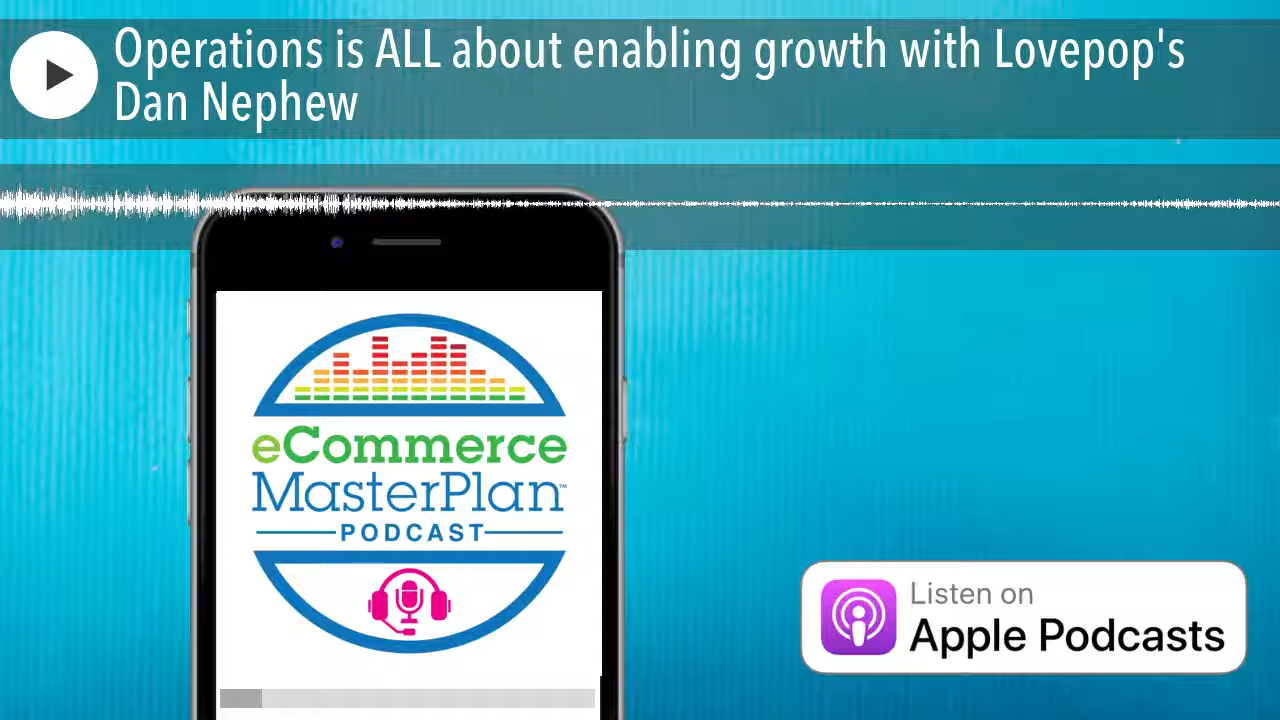 Operations is ALL about enabling growth with Lovepop's
Dan Nephew
eCommerce
MasterPlan™
PODCAST
Listen on
Apple Podcasts